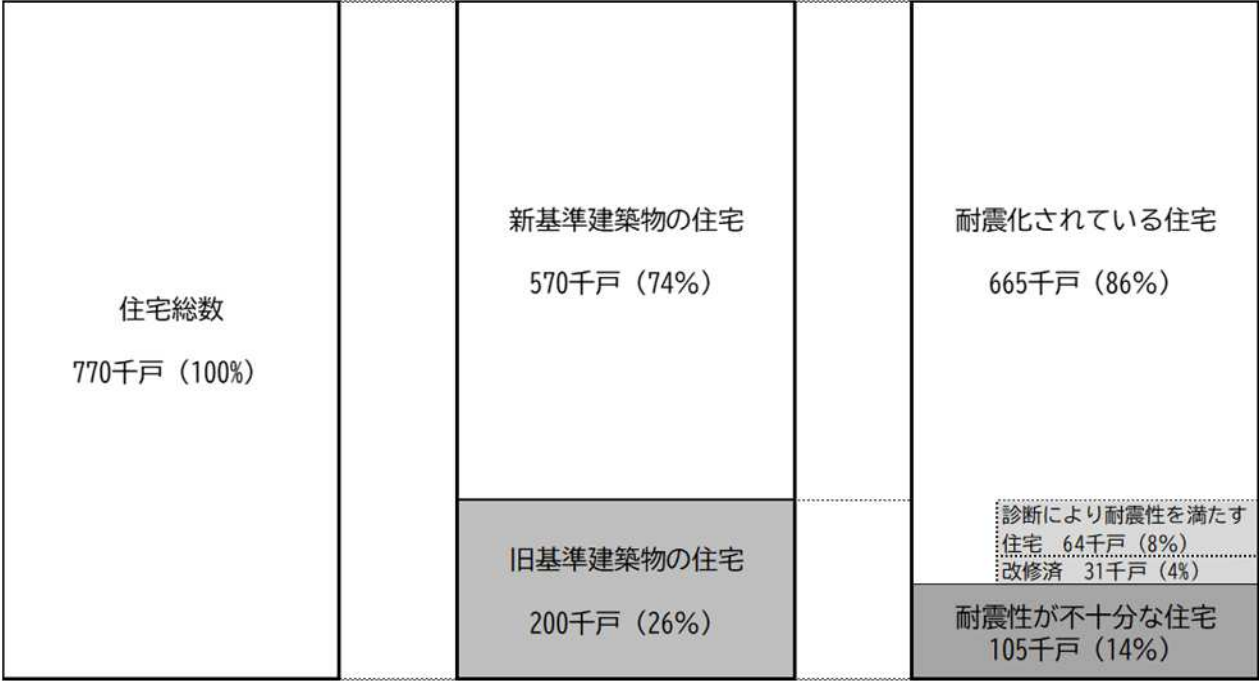 住宅総数
770千戸（100%）
新基準建築物の住宅
570千戸（74%）
旧基準建築物の住宅
200千戸（26%）
耐震化されている住宅
665千戸（86%）
診断により耐震性を満たす
住宅　64千戸（8%）
改修済　31千戸（4%）
耐震性が不十分な住宅
105千戸（14%）